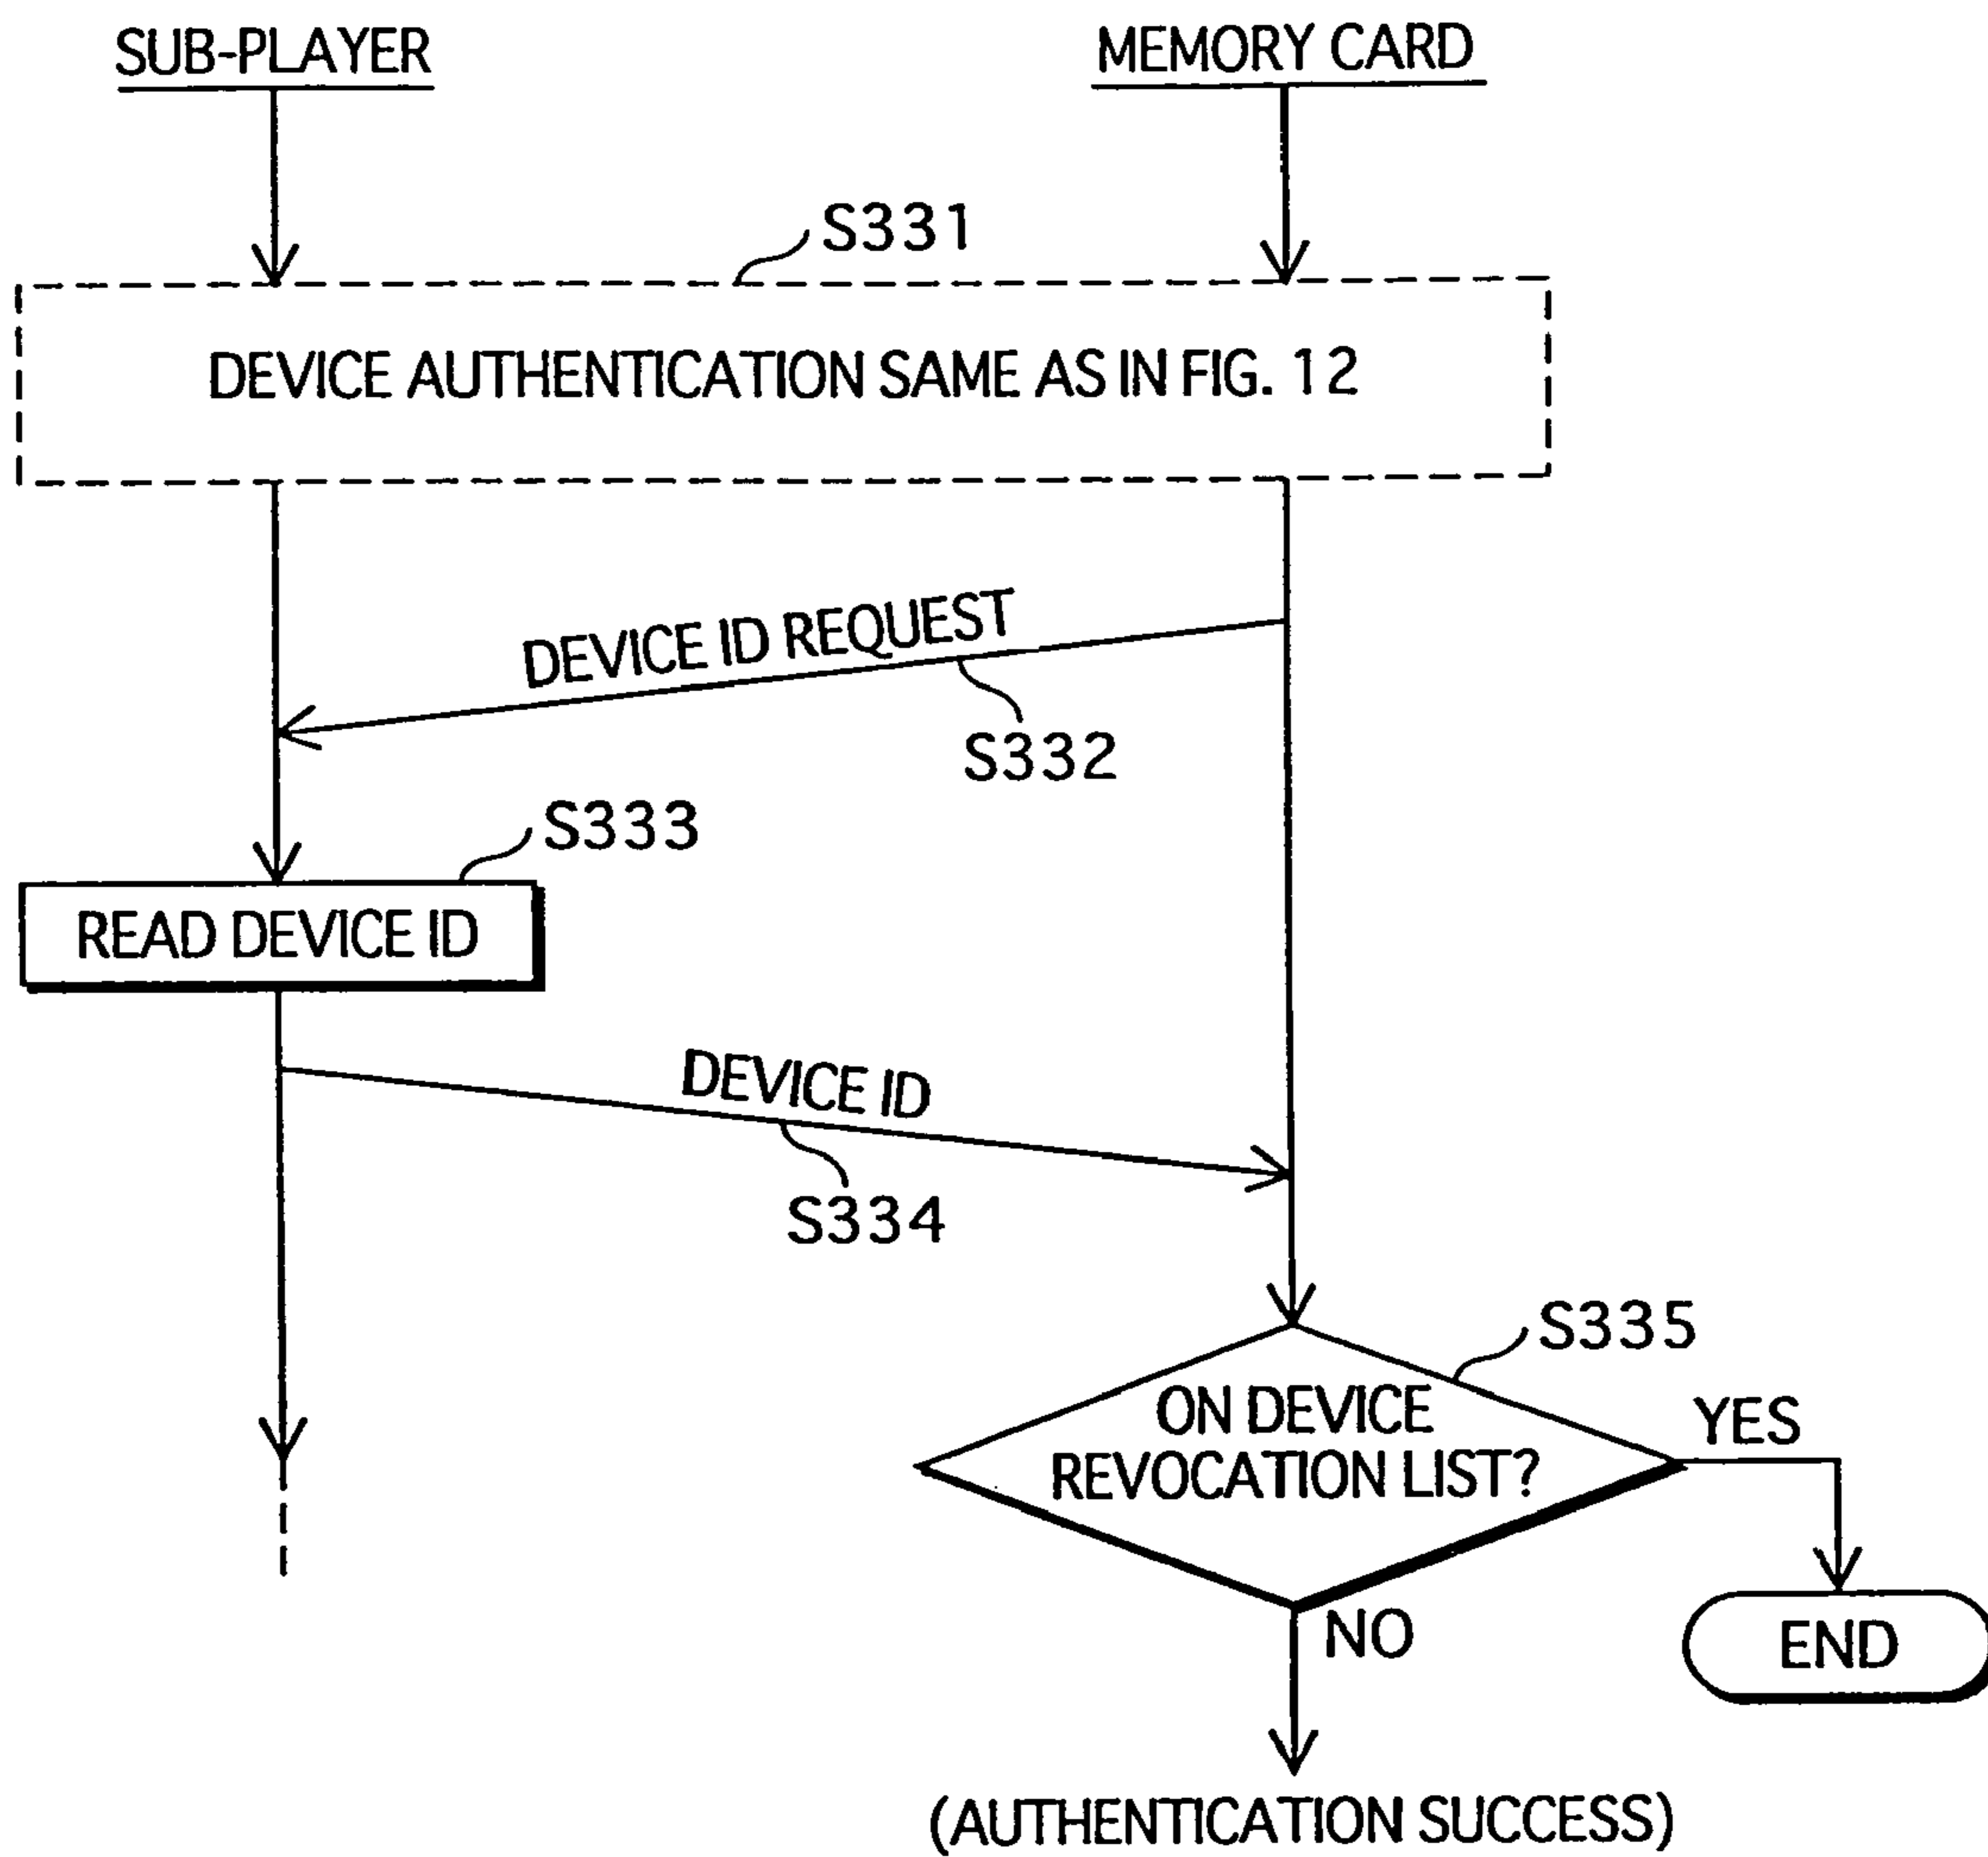 SUB-PLAYER
MEMORY CARD
S331
DEVICE AUTHENTICATION SAME AS IN FIG. 12
DEVICE ID REQUEST
S332
S333
READ DEVICE ID
DEVICE ID
S334
S335
ON DEVICE
REVOCATION LIST?
YES
END
NO
(AUTHENTICATION SUCCESS)